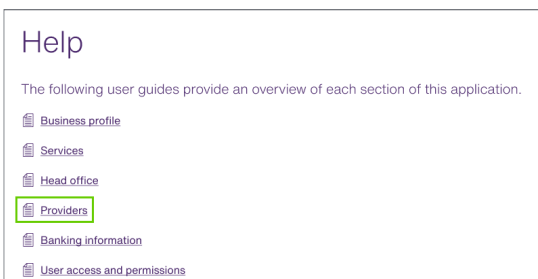 Help
The following user guides provide an overview of each section of this application.
Business profile
Services
Head office
Providers
Banking information
User access and permissions